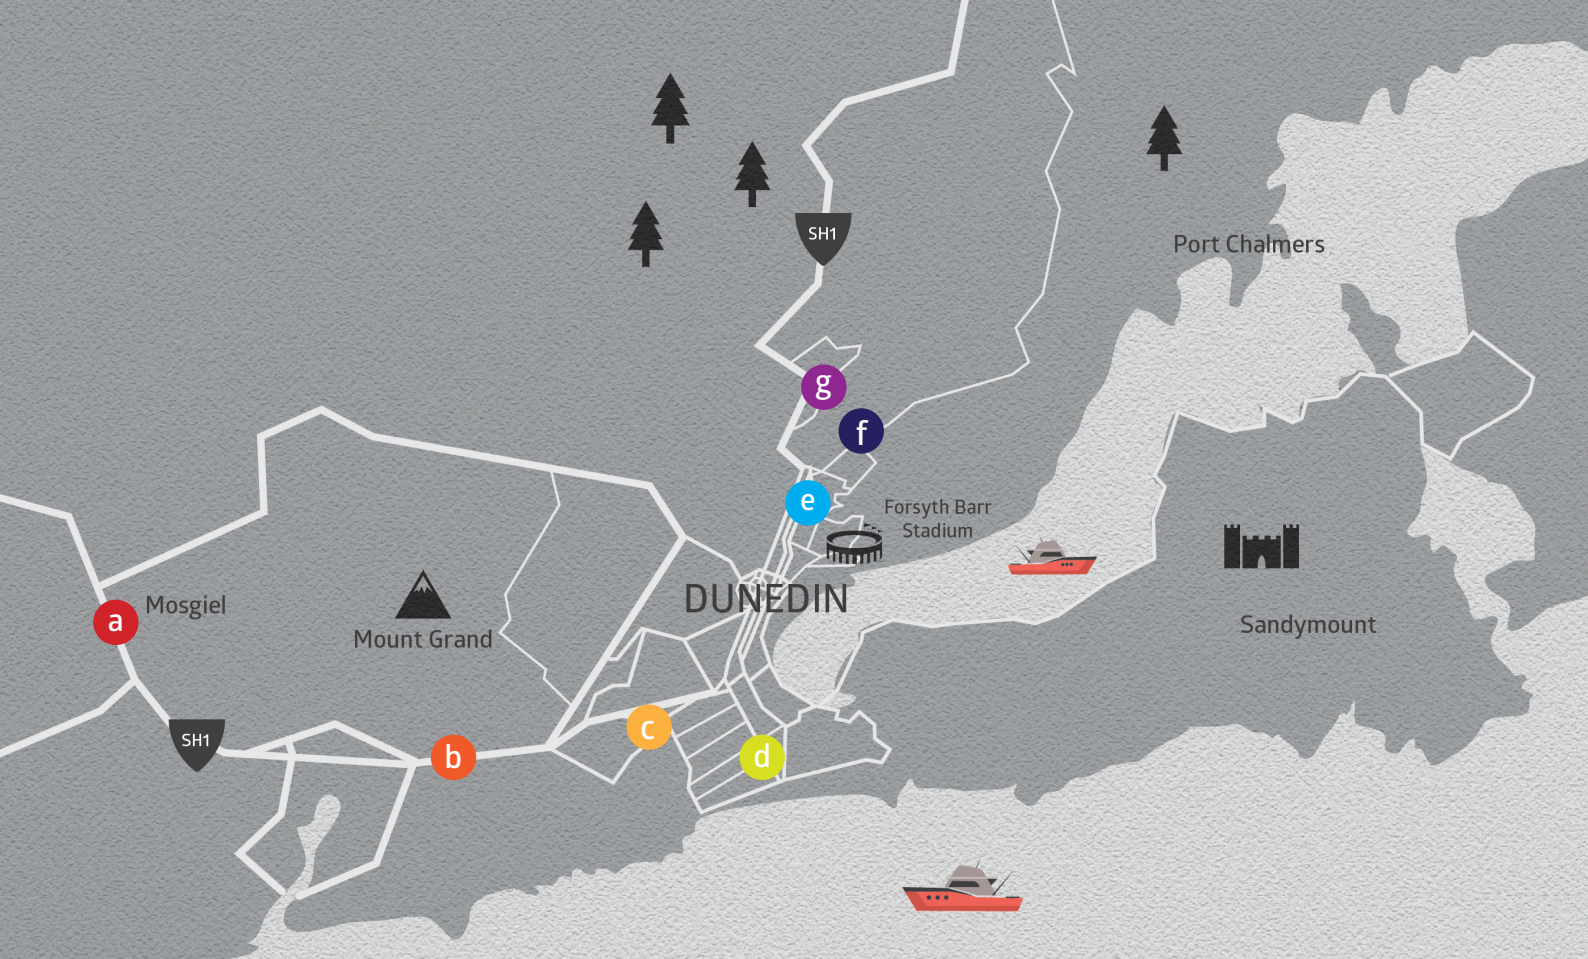 SH1
Port Chalmers
g
f
e
Forsyth Barr
Stadium
DUNEDIN
Mosgiel
a
Mount Grand
Sandymount
SH1
c
b
d